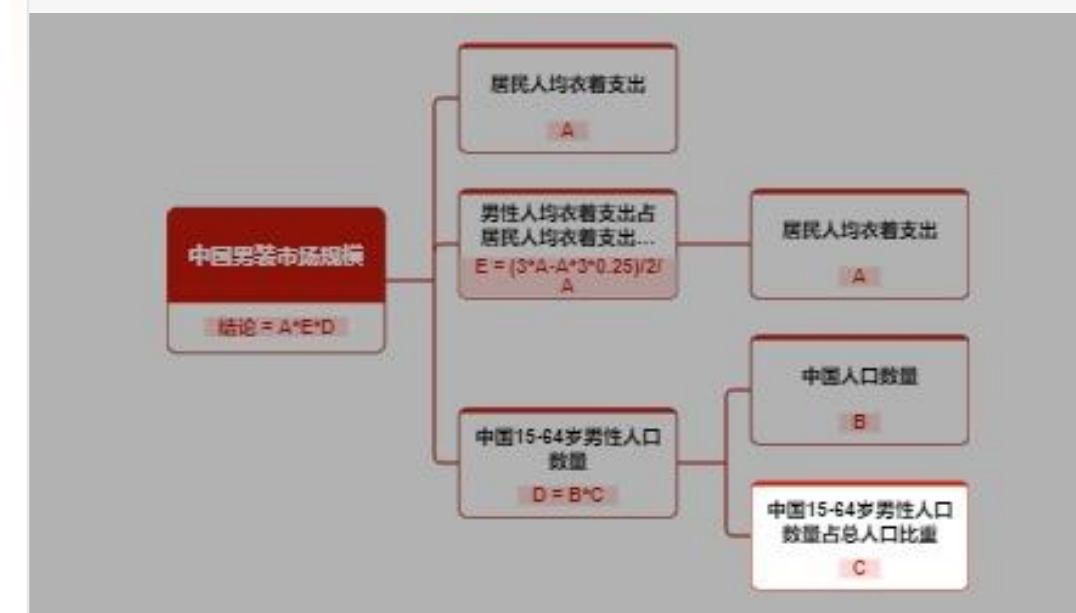 居民人均衣着支出
A
男性人均衣着支出占
居民人均衣着支出...
E = (3*A-A*3*0.25)/2/
A
居民人均衣着支出
A
中国男装市场规模
结论 = A*E*D
中国人口数量
B
中国15-64岁男性人口
数量
D = B*C
中国15-64岁男性人口
数量占总人口比重
C